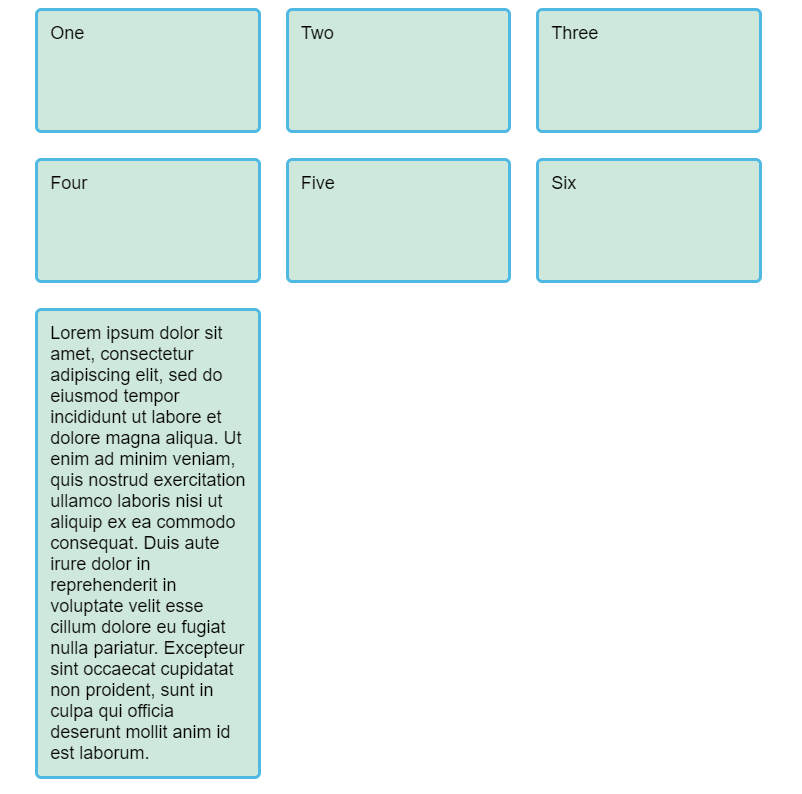 One
Two
Three
Four
Five
Six
Lorem ipsum dolor sit
amet, consectetur
adipiscing elit, sed do
eiusmod tempor
incididunt ut labore et
dolore magna aliqua. Ut
enim ad minim veniam,
quis nostrud exercitation
ullamco laboris nisi ut
aliquip ex ea commodo
consequat. Duis aute
irure dolor in
reprehenderit in
voluptate velit esse
cillum dolore eu fugiat
nulla pariatur. Excepteur
sint occaecat cupidatat
non proident, sunt in
culpa qui officia
deserunt mollit anim id
est laborum.